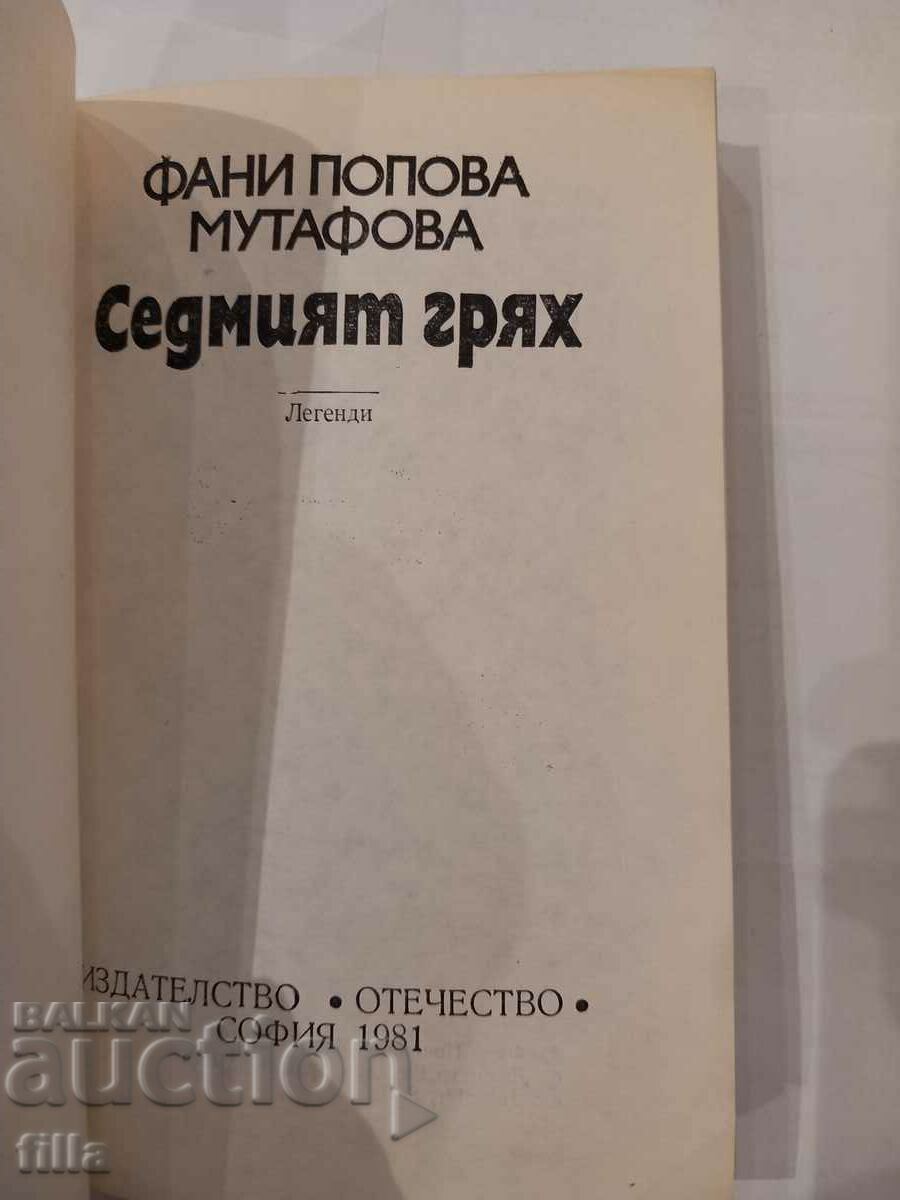 ФАНИ ПОПОВА
МУТАФОВА
Седмият грях
Легенди
ИЗДАТЕЛСТВО • ОТЕЧЕСТВО •
СОФИЯ 1981
BALKAN
auction
filla